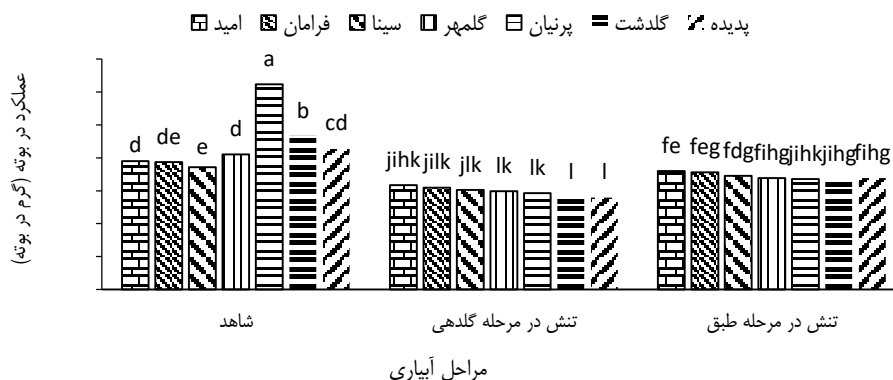 امید فرامان سینا گلمهر پرنیان گلدشت پدیده
عملکرد در بوته (گرم در بوته)
d de e d a b cd
jihk jilk jlk lk lk l l
fe feg fdg fihg jihk jihg fihg
شاهد
تنش در مرحله گلدهی
تنش در مرحله طبق
مراحل آبیاری